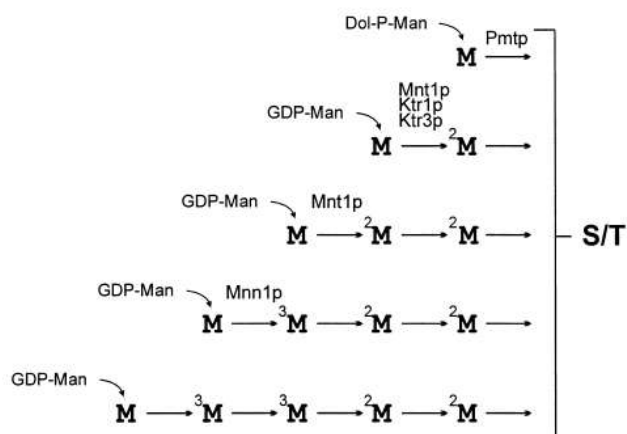 Dol-P-Man
M Pmtp
Mnt1p
Ktr1p
Ktr3p
GDP-Man
M 2M
GDP-Man Mnt1p
M 2M 2M
S/T
GDP-Man Mnn1p
M 3M 2M 2M
GDP-Man
M 3M 3M 2M 2M